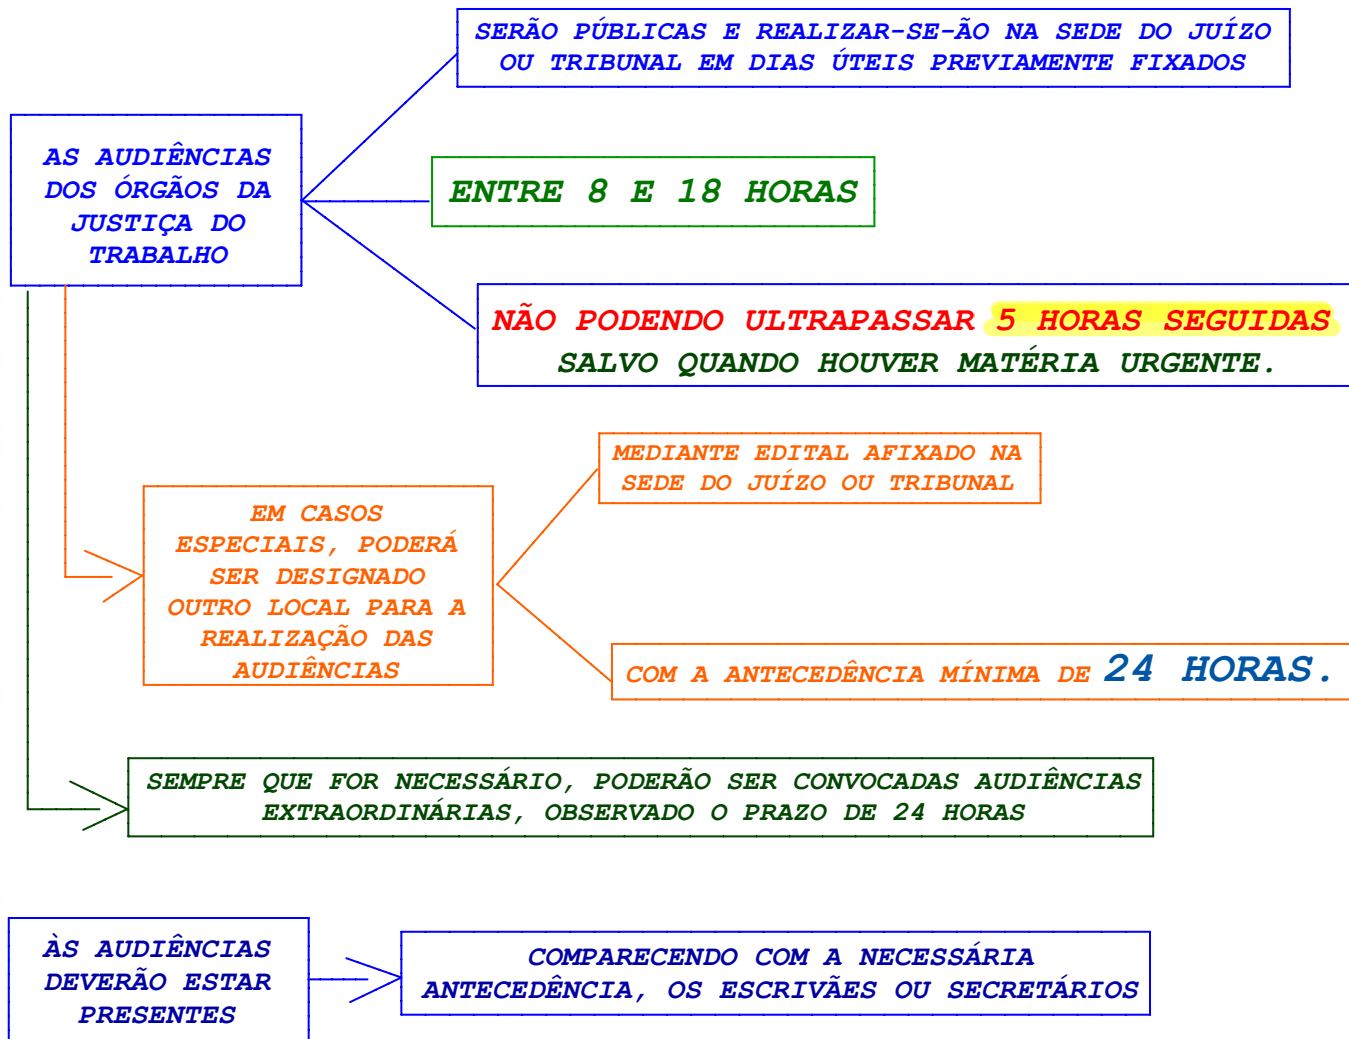 SERÃO PÚBLICAS E REALIZAR-SE-ÃO NA SEDE DO JUÍZO
OU TRIBUNAL EM DIAS ÚTEIS PREVIAMENTE FIXADOS
AS AUDIÊNCIAS
DOS ÓRGÃOS DA
JUSTIÇA DO
TRABALHO
ENTRE 8 E 18 HORAS
NÃO PODENDO ULTRAPASSAR 5 HORAS SEGUIDAS
SALVO QUANDO HOUVER MATÉRIA URGENTE.
MEDIANTE EDITAL AFIXADO NA
SEDE DO JUÍZO OU TRIBUNAL
EM CASOS
ESPECIAIS, PODERÁ
SER DESIGNADO
OUTRO LOCAL PARA A
REALIZAÇÃO DAS
AUDIÊNCIAS
COM A ANTECEDÊNCIA MÍNIMA DE 24 HORAS.
SEMPRE QUE FOR NECESSÁRIO, PODERÃO SER CONVOCADAS AUDIÊNCIAS
EXTRAORDINÁRIAS, OBSERVADO O PRAZO DE 24 HORAS
ÀS AUDIÊNCIAS
DEVERÃO ESTAR
PRESENTES
COMPARECENDO COM A NECESSÁRIA
ANTECEDÊNCIA, OS ESCRIVÃES OU SECRETÁRIOS